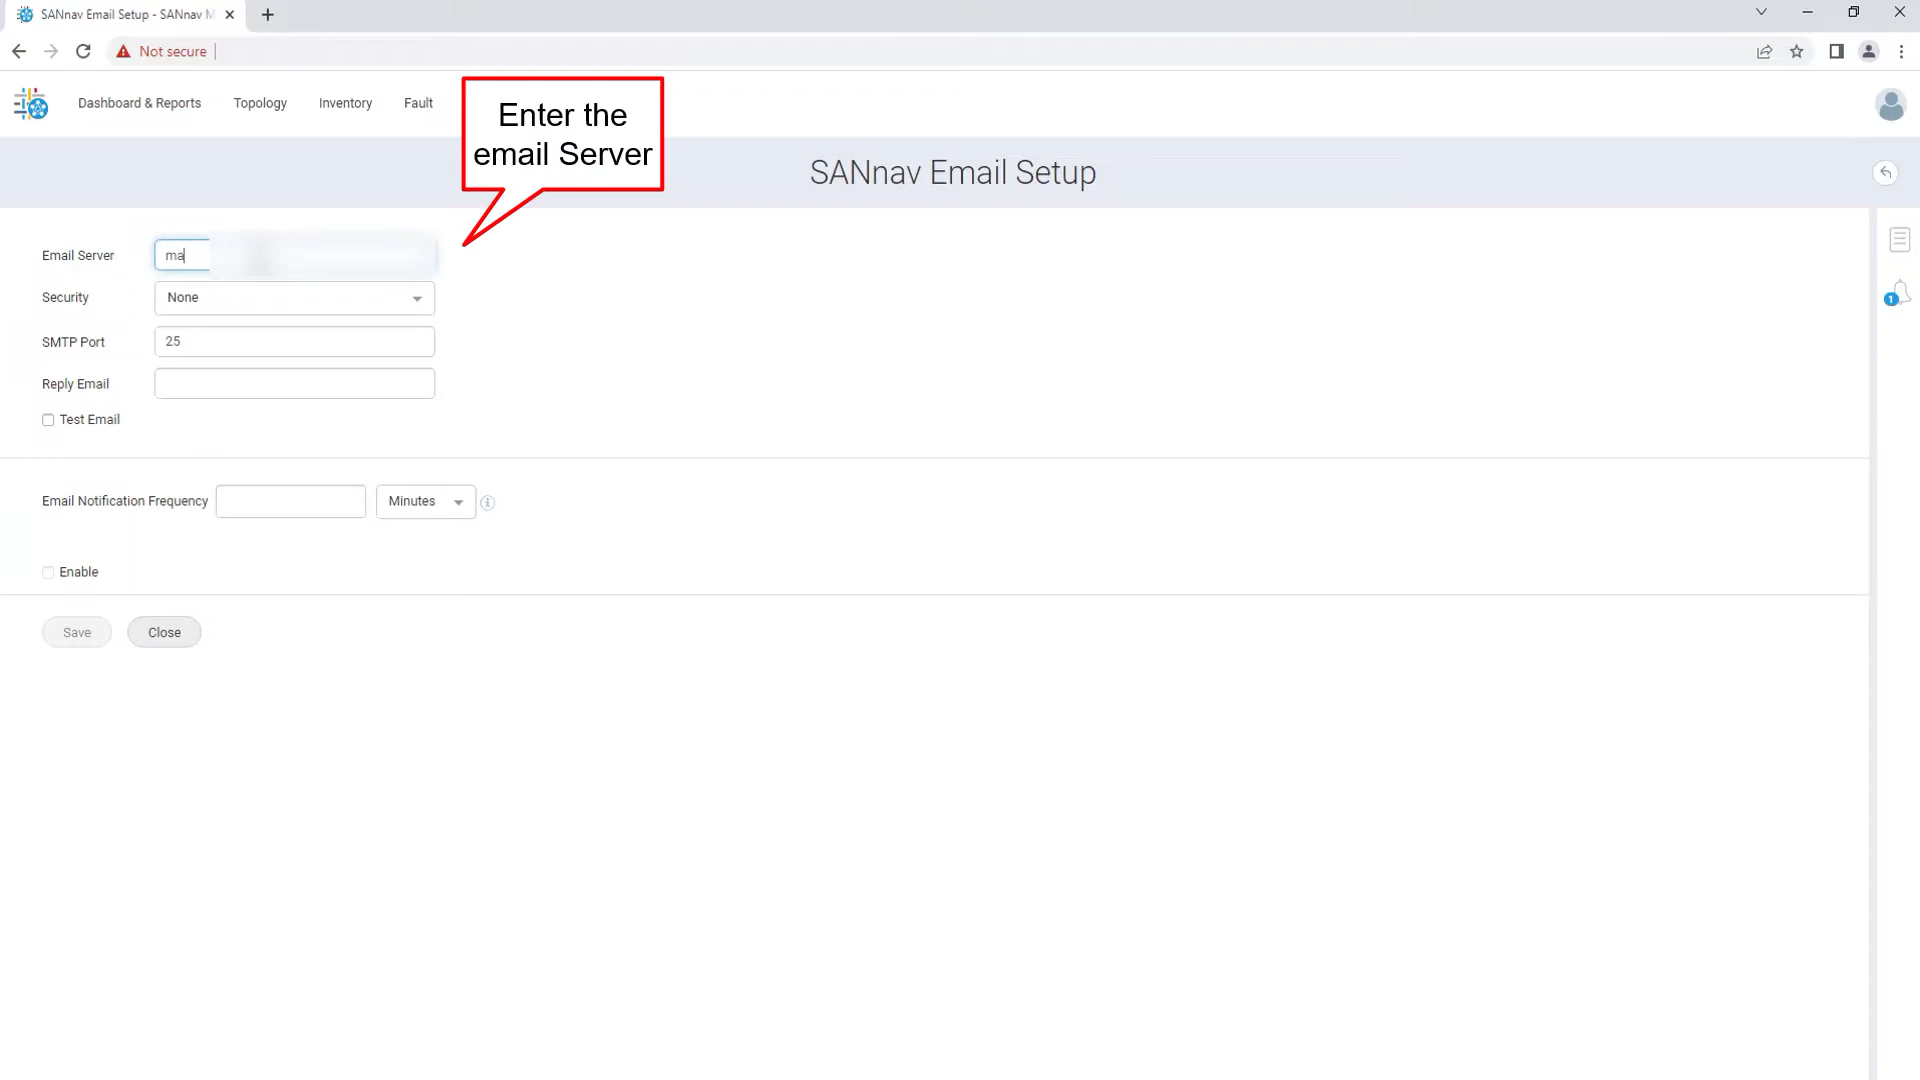 SANnav Email Setup - SANnav M
Not secure
Dashboard & Reports Topology Inventory Fault
Enter the
email Server
SANnav Email Setup
Email Server ma
Security None
SMTP Port 25
1
Reply Email
Test Email
Email Notification Frequency Minutes
Enable
Save Close